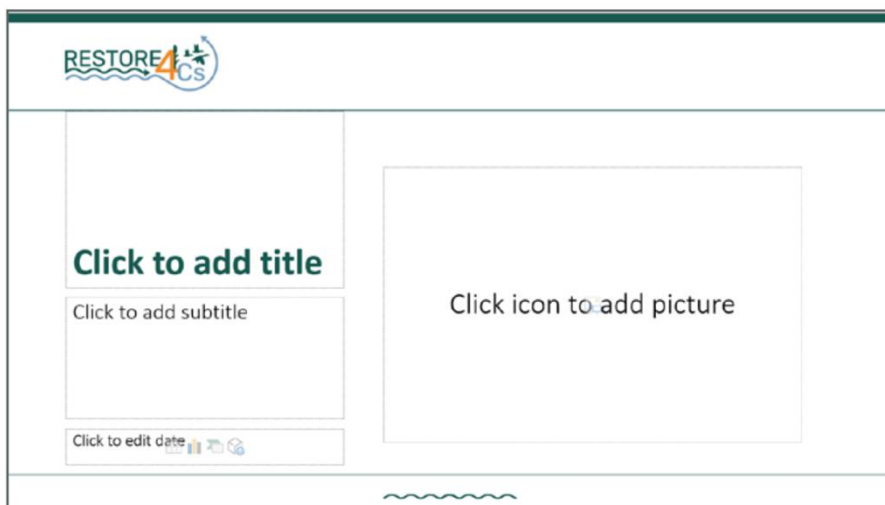 RESTORE4Cs
Click to add title
Click to add subtitle
Click icon to add picture
Click to edit date